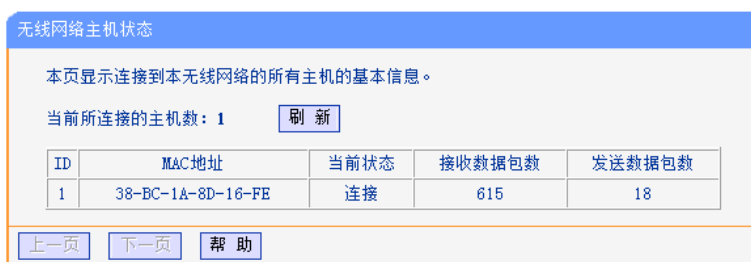 无线网络主机状态
本页显示连接到本无线网络的所有主机的基本信息。
当前所连接的主机数：1 刷 新
ID MAC地址 当前状态 接收数据包数 发送数据包数
1 38-BC-1A-8D-16-FE 连接 615 18
上一页 下一页 帮 助